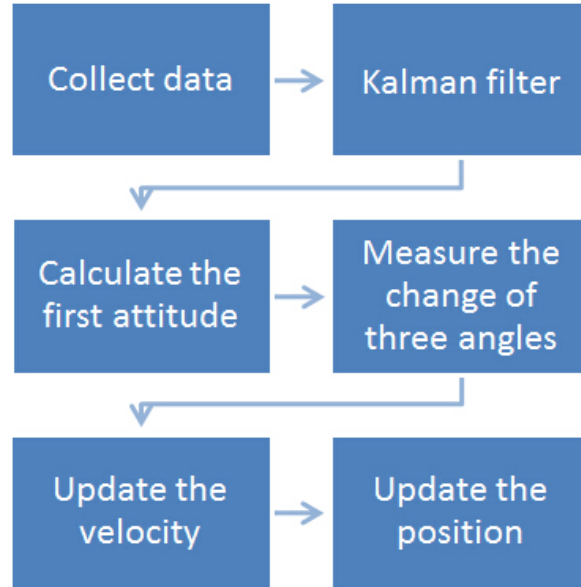 Collect data
Kalman filter
Calculate the
first attitude
Measure the
change of
three angles
Update the
velocity
Update the
position